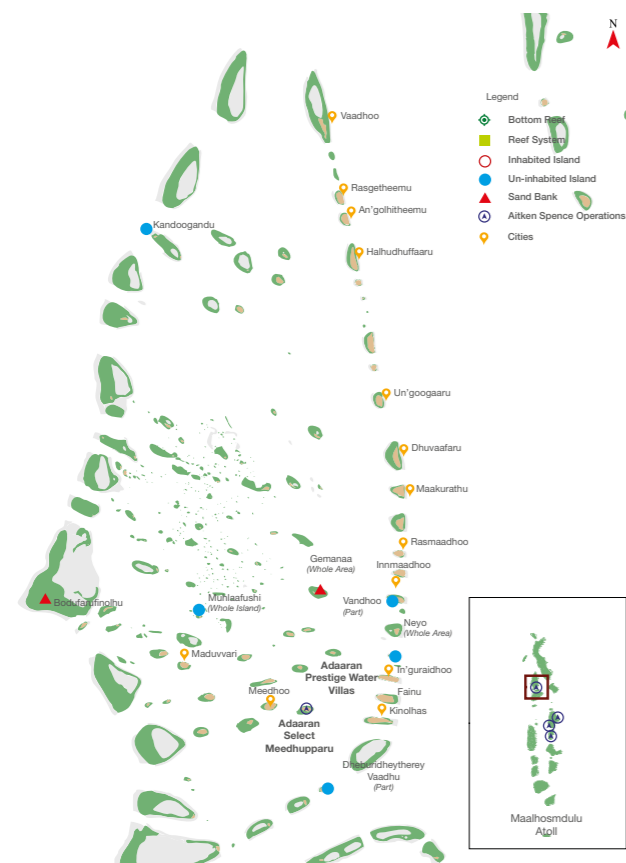 N
Legend
Bottom Reef
Reef System
Inhabited Island
Un-inhabited Island
Sand Bank
Aitken Spence Operations
Cities
Vaadhoo
Rasgetheemu
An'golhitheemu
Kandoogandu
Halhudhuffaaru
Un'googaaru
Dhuvaafaru
Maakurathu
Rasmaadhoo
Gemanaa
(Whole Area)
Innmaadhoo
Bodufarufinolhu
Muhlaafushi
(Whole Island)
Vandhoo
(Part)
Neyo
(Whole Area)
Maduvvari
Adaaran
Prestige Water
Villas
Tn'guraidhoo
Meedhoo
Fainu
Kinolhas
Adaaran
Select
Meedhupparu
Dheburidheytherey
Vaadhu
(Part)
Maalhosmdulu
Atoll